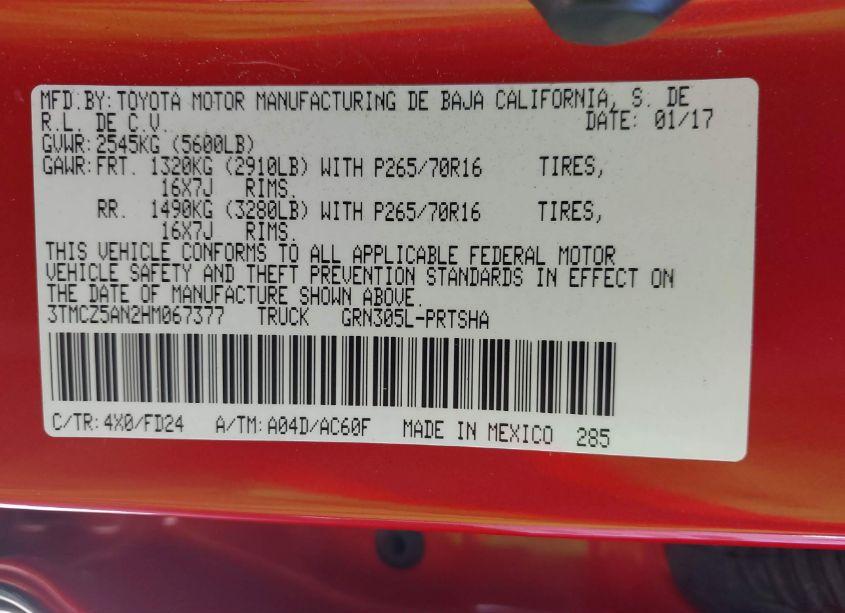 MFD.BY: TOYOTA MOTOR MANUFACTURING DE BAJA CALIFORNIA, S. DE
R.L. DE C.V. DATE: 01/17
GVWR: 2545KG (5600LB)
GAWR: FRT. 1320KG (2910LB) WITH P265/70R16 TIRES,
16X7J RIMS.
RR. 1490KG (3280LB) WITH P265/70R16 TIRES,
16X7J RIMS.
THIS VEHICLE CONFORMS TO ALL APPLICABLE FEDERAL MOTOR
VEHICLE SAFETY AND THEFT PREVENTION STANDARDS IN EFFECT ON
THE DATE OF MANUFACTURE SHOWN ABOVE.
3TMCZ5AN2HM067377 TRUCK GRN305L-PRTSHA
C/TR: 4X0/FD24 A/TM: A04D/AC60F MADE IN MEXICO 285